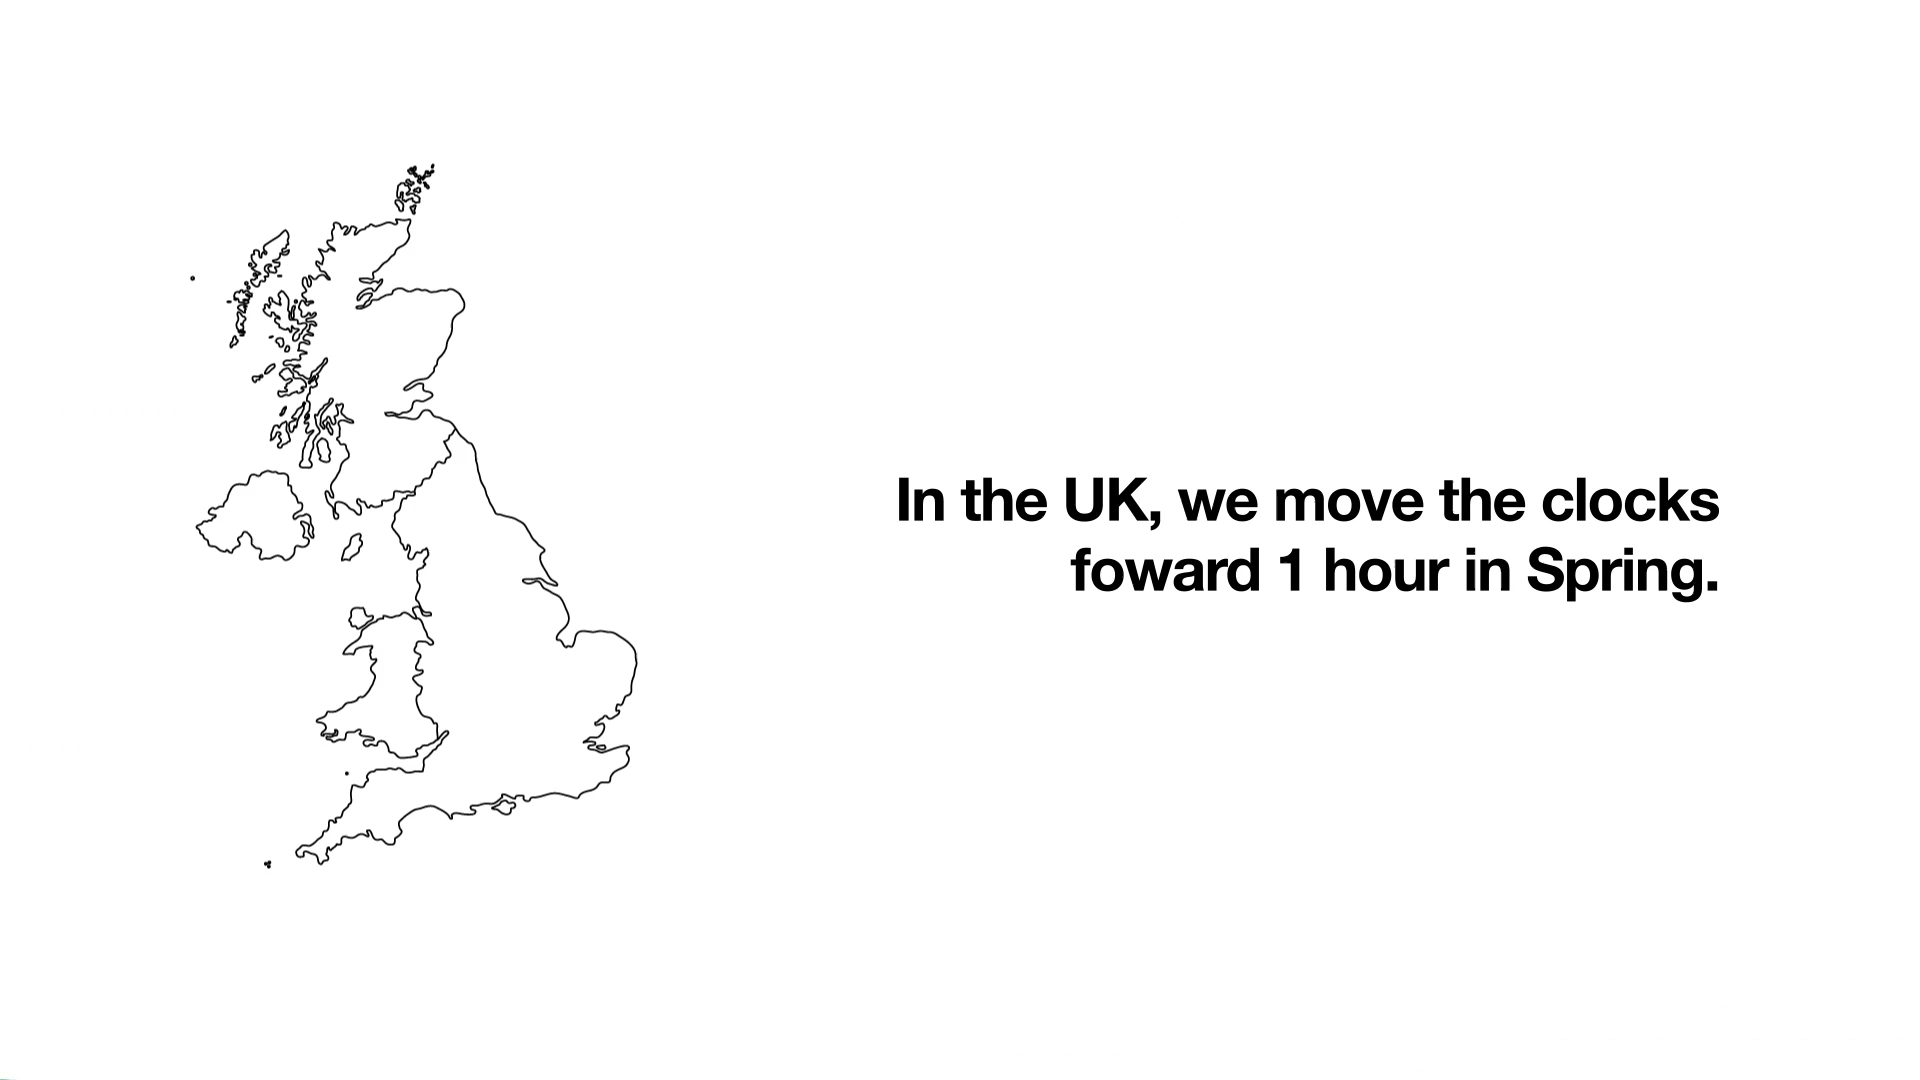 In the UK, we move the clocks
foward 1 hour in Spring.